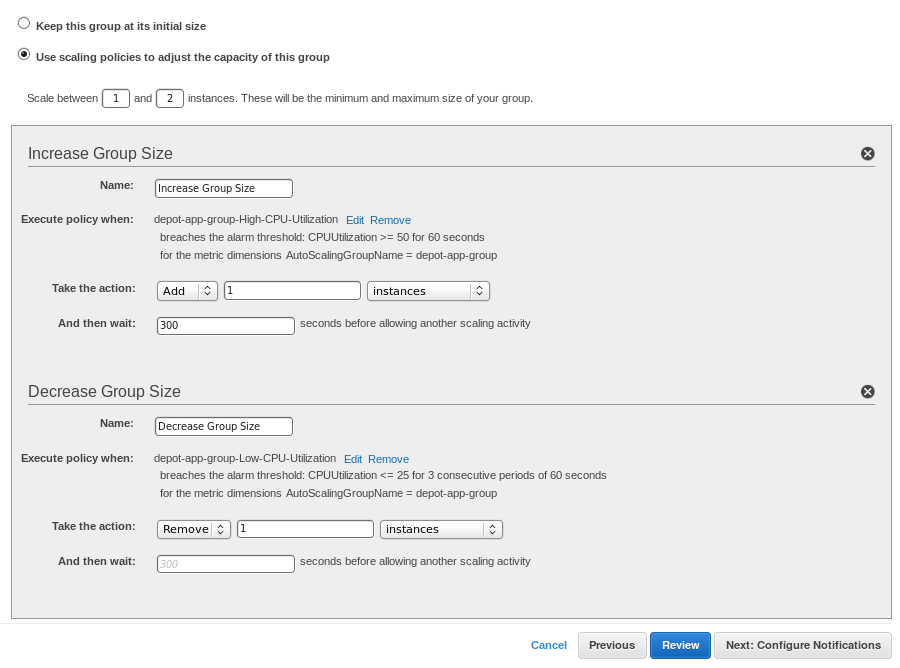 Keep this group at its initial size
Use scaling policies to adjust the capacity of this group
Scale between 1 and 2 instances. These will be the minimum and maximum size of your group.
Increase Group Size
Name: Increase Group Size
Execute policy when: depot-app-group-High-CPU-Utilization Edit Remove
breaches the alarm threshold: CPUUtilization >= 50 for 60 seconds
for the metric dimensions AutoScalingGroupName = depot-app-group
Take the action: Add 1 instances
And then wait: 300 seconds before allowing another scaling activity
Decrease Group Size
Name: Decrease Group Size
Execute policy when: depot-app-group-Low-CPU-Utilization Edit Remove
breaches the alarm threshold: CPUUtilization <= 25 for 3 consecutive periods of 60 seconds
for the metric dimensions AutoScalingGroupName = depot-app-group
Take the action: Remove 1 instances
And then wait: 300 seconds before allowing another scaling activity
Cancel Previous Review Next: Configure Notifications